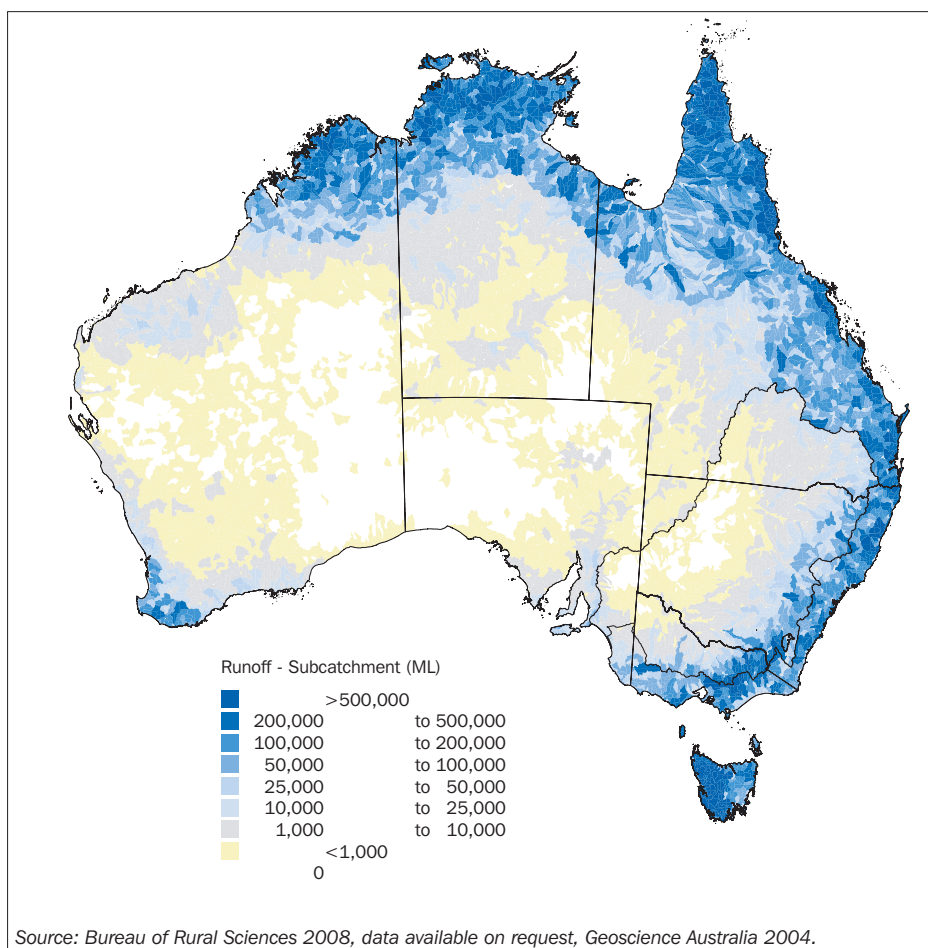 Runoff - Subcatchment (ML)
>500,000
200,000 to 500,000
100,000 to 200,000
50,000 to 100,000
25,000 to 50,000
10,000 to 25,000
1,000 to 10,000
<1,000
0
Source: Bureau of Rural Sciences 2008, data available on request, Geoscience Australia 2004.